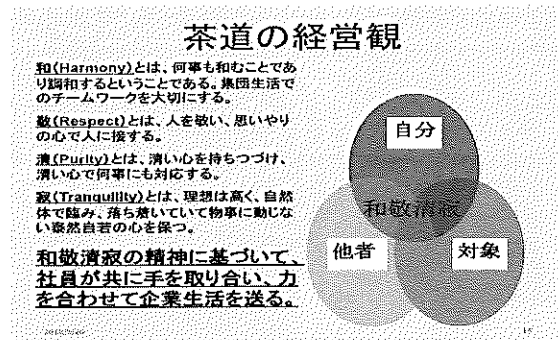 茶道の経営観
和(Harmony)とは、何事も和むことであ
り調和するということである。集団生活で
のチームワークを大切にする。
敬(Respect)とは、人を敬い、思いやり
の心で人に接する。
清(Purity)とは、清い心を持ちつづけ、
清い心で何事にも対応する。
寂(Tranquility)とは、理想は高く、自然
体で臨み、落ち着いていて物事に動じな
い泰然自若の心を保つ。
和敬清寂の精神に基づいて、
社員が共に手を取り合い、力
を合わせて企業生活を送る。
自分
和敬清寂
他者
対象